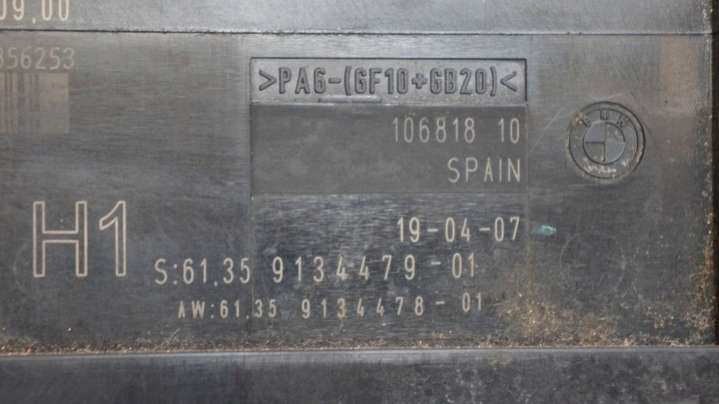 09.00
356253
>PA6-(GF10+GB20)<
106818 10
SPAIN
BMW
19-04-07
H1
S:61.35 9134479-01
AW:61.35 9134478-01